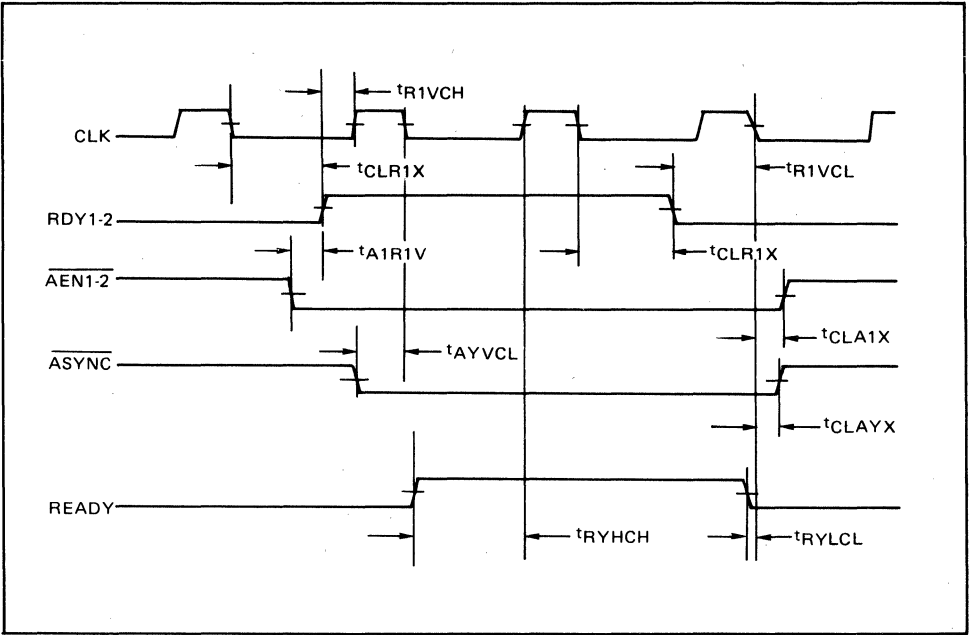 tR1VCH
CLK
tCLR1X
tR1VCL
RDY1-2
tA1R1V
tCLR1X
AEN1-2
tCLA1X
tAYVCL
ASYNC
tCLAYX
READY
tRYHCH
tRYLCL